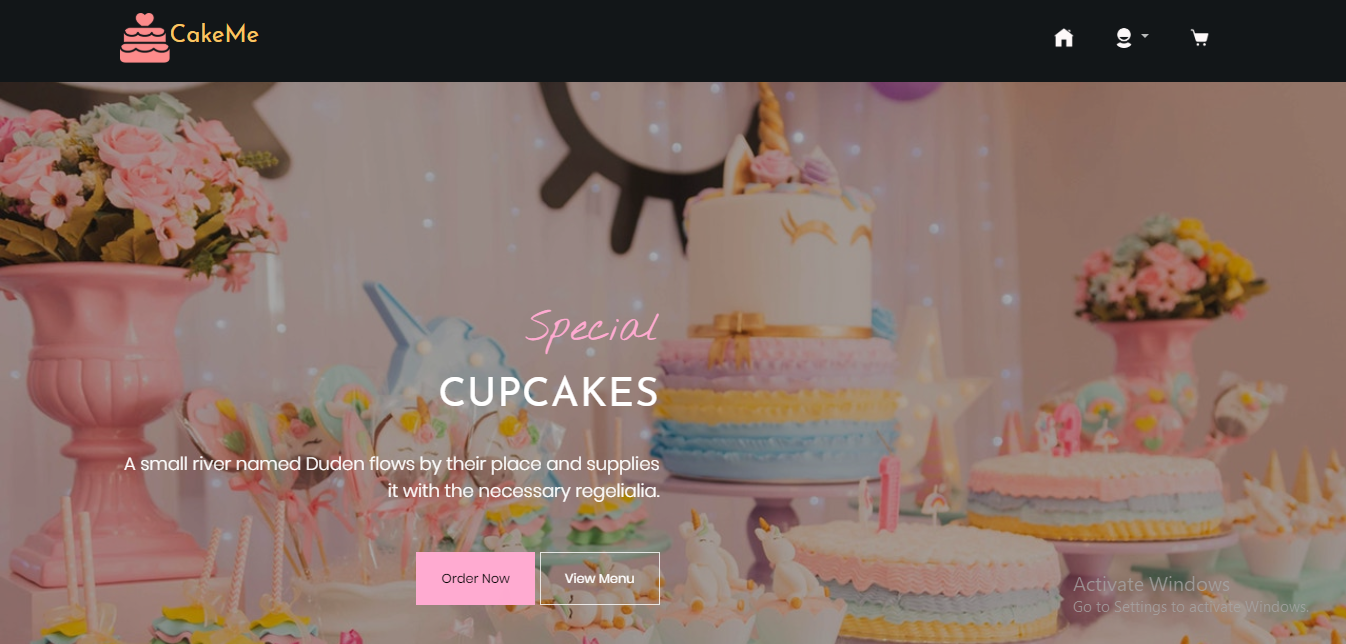 CakeMe
Special
CUPCAKES
A small river named Duden flows by their place and supplies
it with the necessary regelialia.
Order Now
View Menu
Activate Windows
Go to Settings to activate Windows.